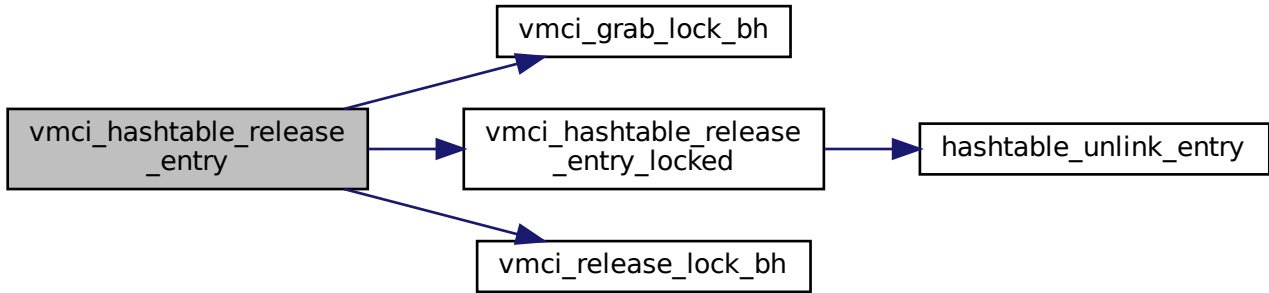 vmci_grab_lock_bh
vmci_hashtable_release
_entry
vmci_hashtable_release
_entry_locked
hashtable_unlink_entry
vmci_release_lock_bh